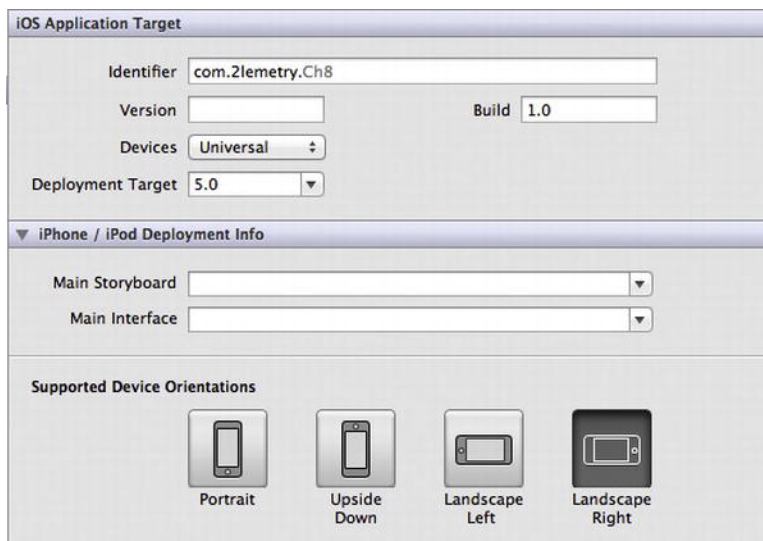 iOS Application Target
Identifier com.2lemetry.Ch8
Version Build 1.0
Devices Universal
Deployment Target 5.0
iPhone / iPod Deployment Info
Main Storyboard
Main Interface
Supported Device Orientations
Portrait Upside Down Landscape Left Landscape Right